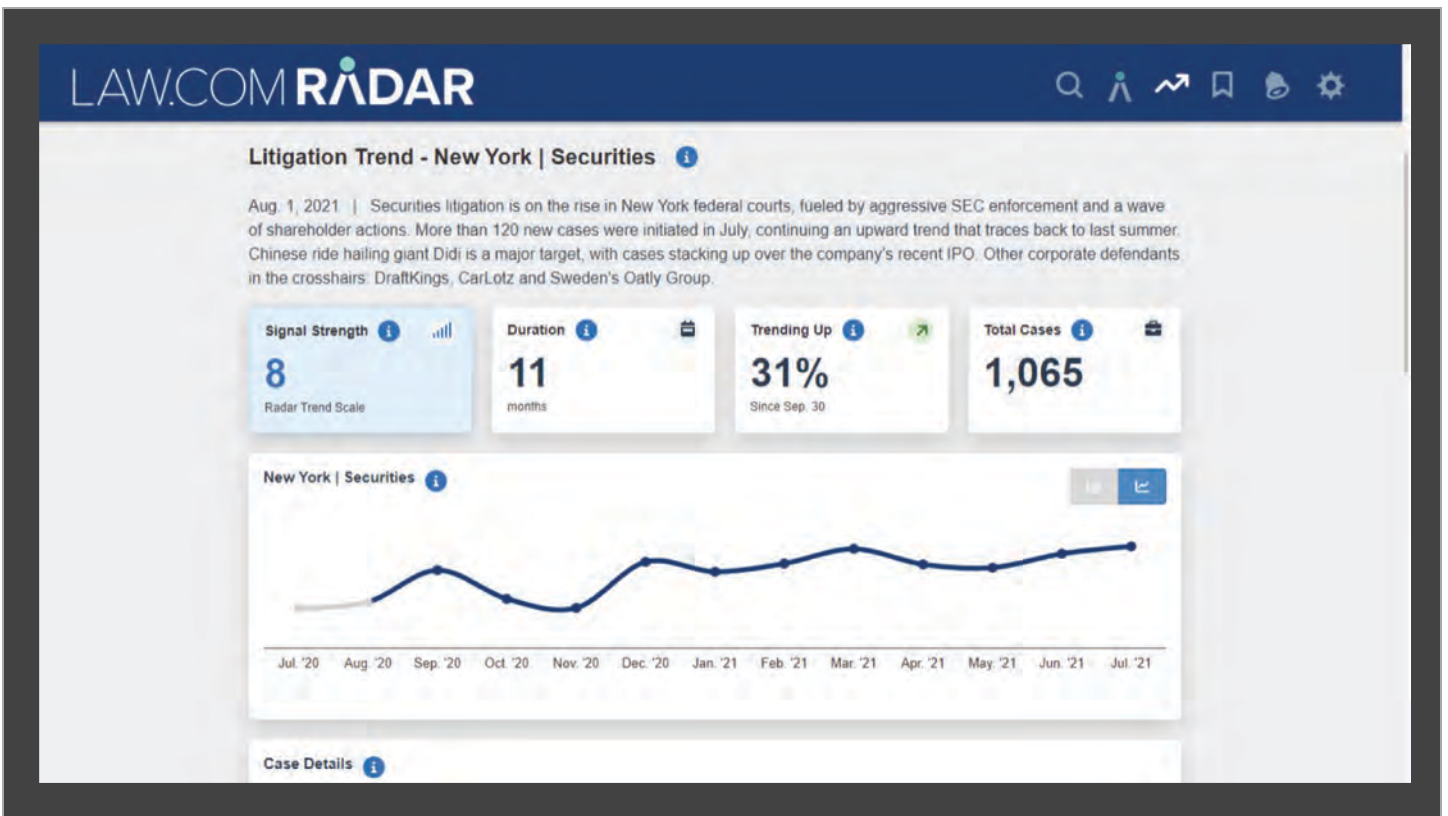 LAW.COM RADAR
Litigation Trend - New York | Securities
Aug. 1, 2021 | Securities litigation is on the rise in New York federal courts, fueled by aggressive SEC enforcement and a wave
of shareholder actions. More than 120 new cases were initiated in July, continuing an upward trend that traces back to last summer.
Chinese ride hailing giant Didi is a major target, with cases stacking up over the company's recent IPO. Other corporate defendants
in the crosshairs: DraftKings, CarLotz and Sweden's Oatly Group.
Signal Strength
8
Radar Trend Scale
Duration
11
months
Trending Up
31%
Since Sep. 30
Total Cases
1,065
New York | Securities
Jul. '20 Aug. '20 Sep. '20 Oct. '20 Nov. '20 Dec. '20 Jan. '21 Feb. '21 Mar. '21 Apr. '21 May. '21 Jun. '21 Jul. '21
Case Details